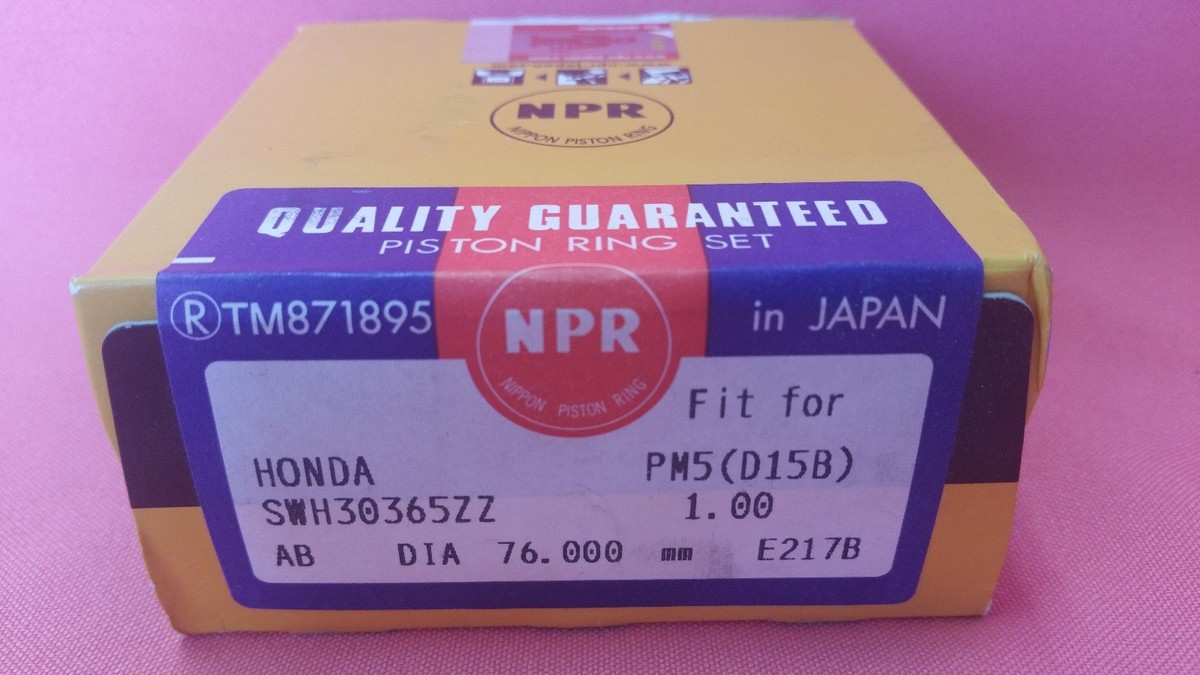 NPR
NIPPON PISTON RING
QUALITY GUARANTEED
PISTON RING SET
® TM871895
NPR
NIPPON PISTON RING
in JAPAN
Fit for
HONDA PM5(D15B)
SWH30365ZZ 1.00
AB DIA 76.000 mm E217B